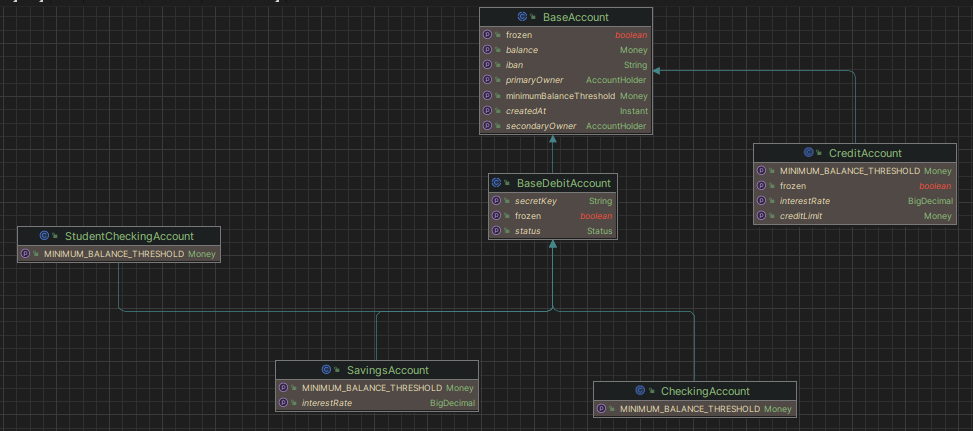 BaseAccount
frozen boolean
balance Money
iban String
primaryOwner AccountHolder
minimumBalanceThreshold Money
createdAt Instant
secondaryOwner AccountHolder
CreditAccount
MINIMUM_BALANCE_THRESHOLD Money
frozen boolean
interestRate BigDecimal
creditLimit Money
BaseDebitAccount
secretKey String
frozen boolean
status Status
StudentCheckingAccount
MINIMUM_BALANCE_THRESHOLD Money
SavingsAccount
MINIMUM_BALANCE_THRESHOLD Money
interestRate BigDecimal
CheckingAccount
MINIMUM_BALANCE_THRESHOLD Money